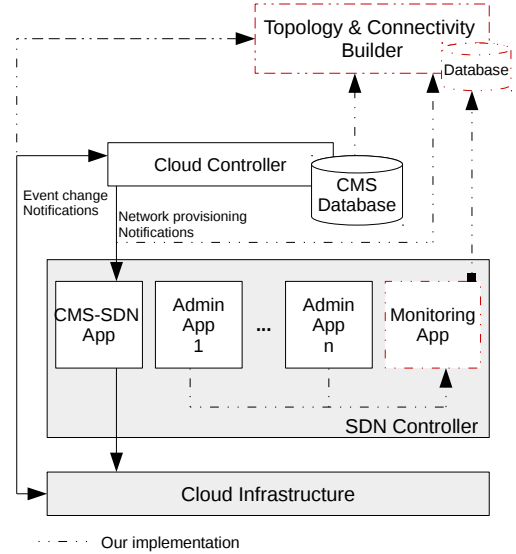 Topology & Connectivity
Builder
Database
Cloud Controller
CMS
Database
Event change
Notifications
Network provisioning
Notifications
CMS-SDN
App
Admin
App
1
...
Admin
App
n
Monitoring
App
SDN Controller
Cloud Infrastructure
Our implementation